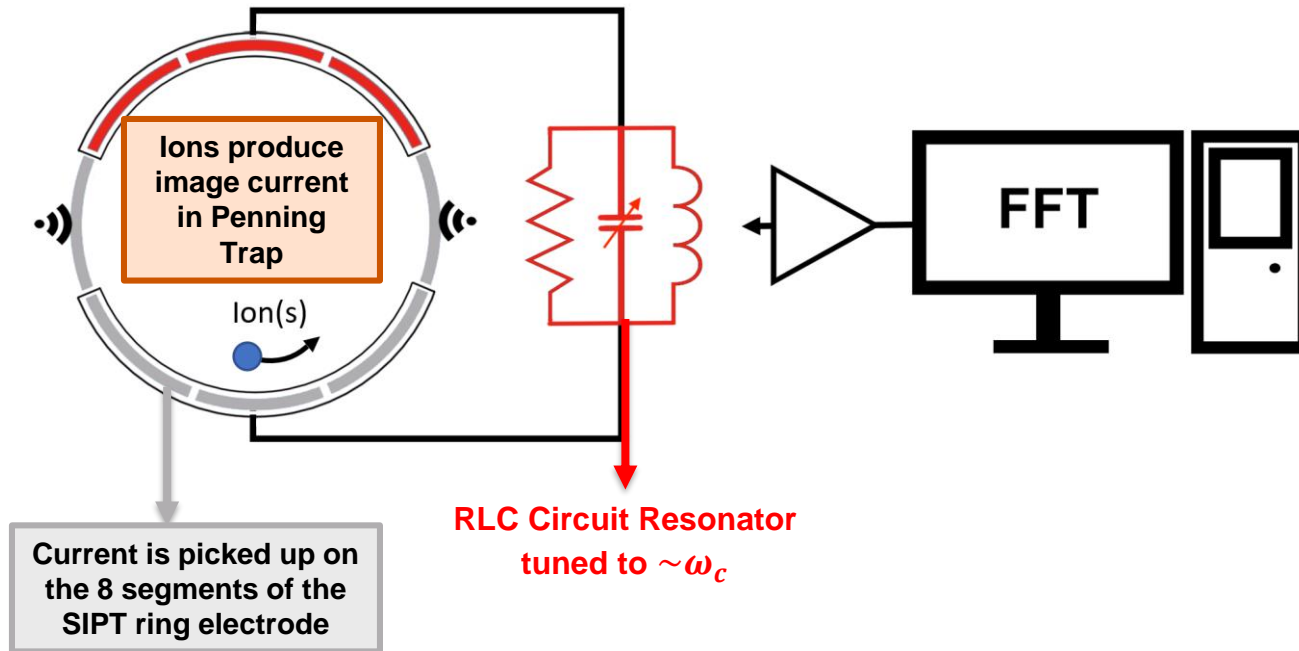 Ions produce
image current
in Penning
Trap
Ion(s)
FFT
RLC Circuit Resonator
tuned to ~ω_c
Current is picked up on
the 8 segments of the
SIPT ring electrode